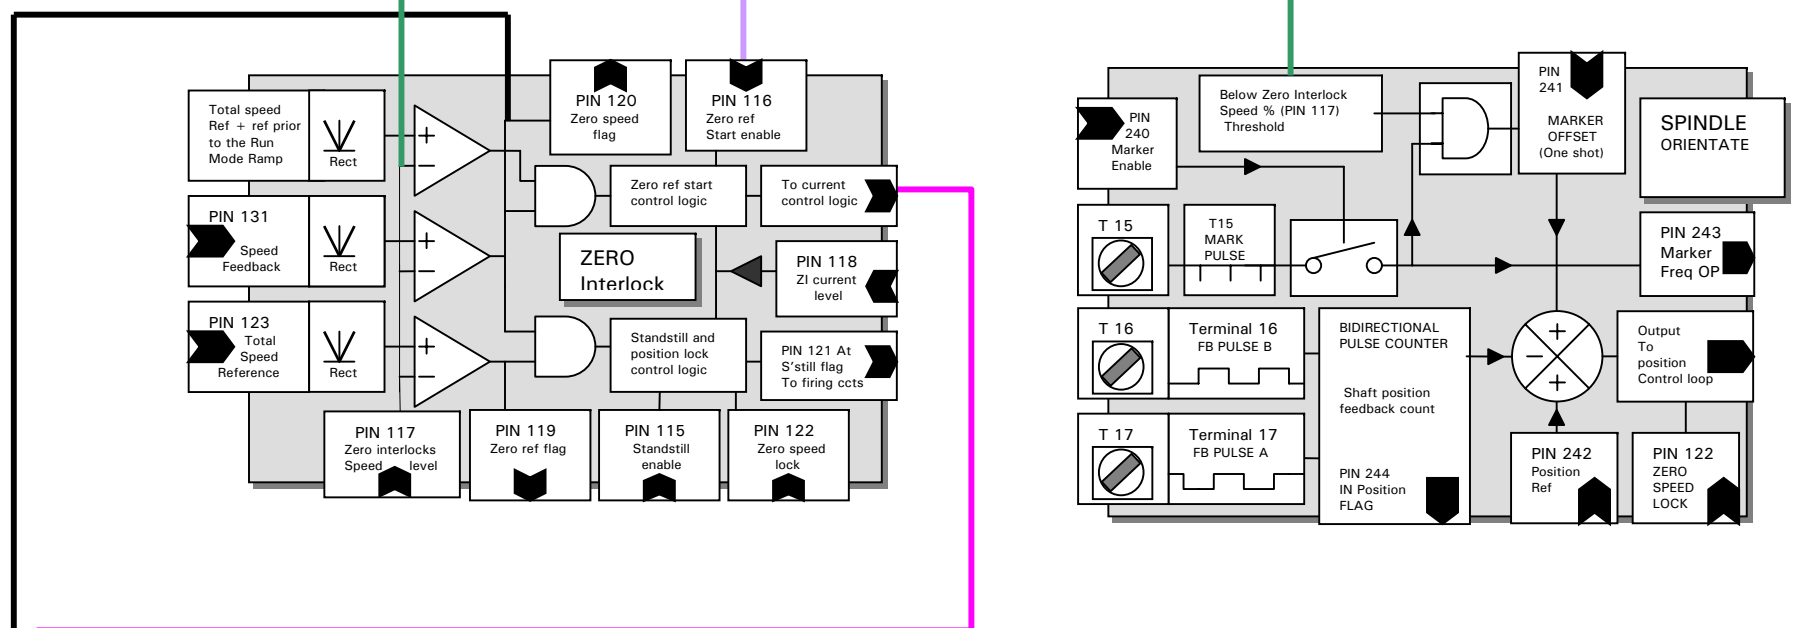 Total speed
Ref + ref prior
to the Run
Mode Ramp
Rect
PIN 131
Speed
Feedback
Rect
PIN 123
Total
Speed
Reference
Rect
+
–
+
–
+
–
PIN 120
Zero speed
flag
PIN 116
Zero ref
Start enable
Zero ref start
control logic
To current
control logic
ZERO
Interlock
PIN 118
ZI current
level
Standstill and
position lock
control logic
PIN 121 At
S'still flag
To firing ccts
PIN 117
Zero interlocks
Speed level
PIN 119
Zero ref flag
PIN 115
Standstill
enable
PIN 122
Zero speed
lock
PIN
240
Marker
Enable
Below Zero Interlock
Speed % (PIN 117)
Threshold
PIN
241
MARKER
OFFSET
(One shot)
SPINDLE
ORIENTATE
T 15
T15
MARK
PULSE
PIN 243
Marker
Freq OP
T 16
Terminal 16
FB PULSE B
BIDIRECTIONAL
PULSE COUNTER
Shaft position
feedback count
PIN 244
IN Position
FLAG
+
–
+
Output
To
position
Control loop
T 17
Terminal 17
FB PULSE A
PIN 242
Position
Ref
PIN 122
ZERO
SPEED
LOCK